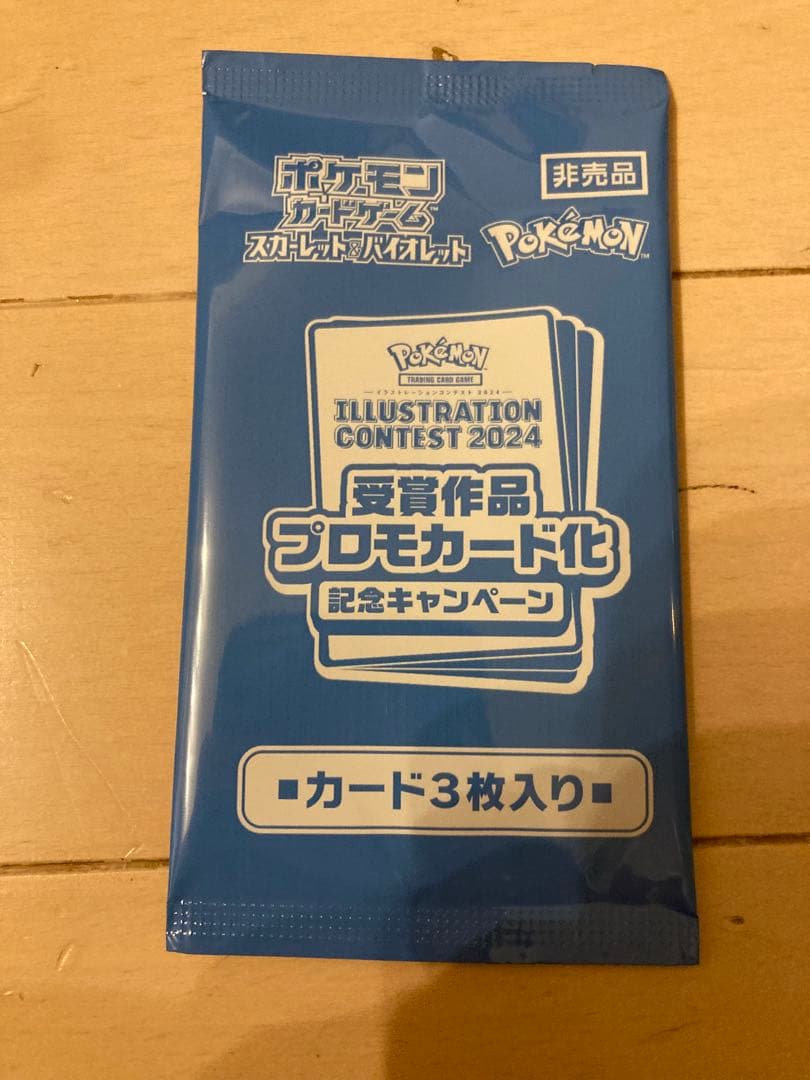 ポケモン
カードゲーム™
スカーレット&バイオレット
非売品
POKéMON™
POKéMON
TRADING CARD GAME
イラストレーションコンテスト 2024
ILLUSTRATION
CONTEST 2024
受賞作品
プロモカード化
記念キャンペーン
■カード3枚入り■